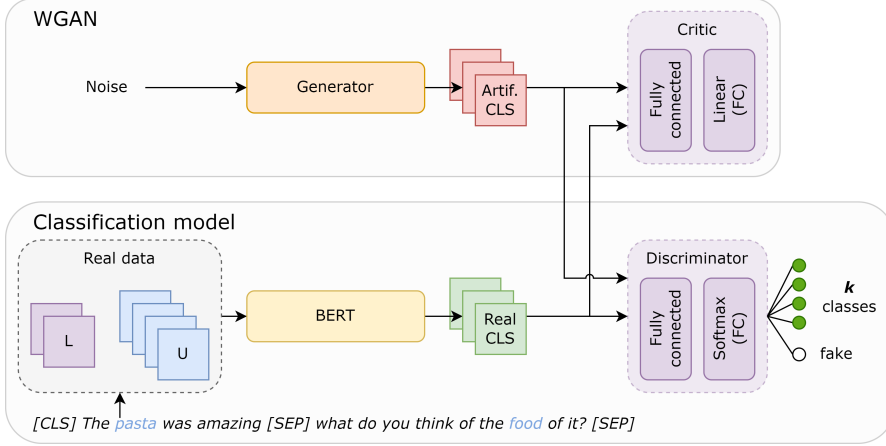 WGAN
Noise
Generator
Artif.
CLS
Critic
Fully
connected
Linear
(FC)
Classification model
Real data
L
U
BERT
Real
CLS
Discriminator
Fully
connected
Softmax
(FC)
k
classes
fake
[CLS] The pasta was amazing [SEP] what do you think of the food of it? [SEP]